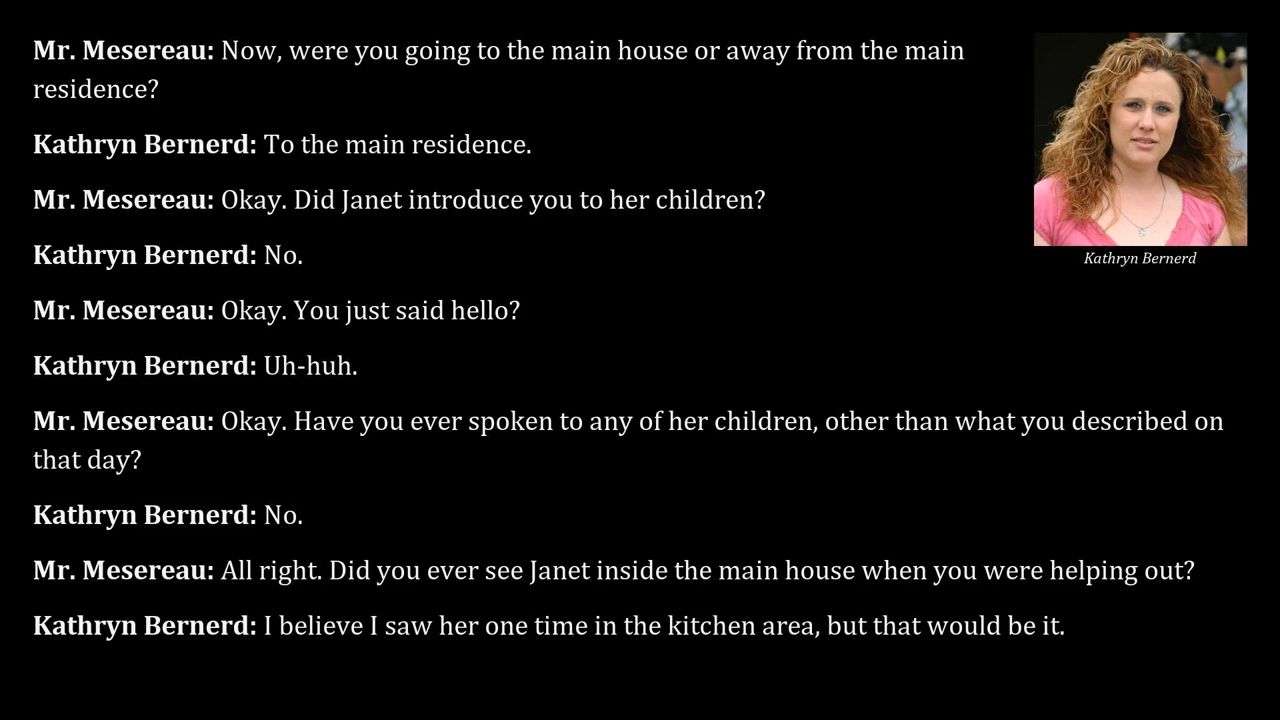 Mr. Mesereau: Now, were you going to the main house or away from the main
residence?
Kathryn Bernerd: To the main residence.
Mr. Mesereau: Okay. Did Janet introduce you to her children?
Kathryn Bernerd: No.
Kathryn Bernerd
Mr. Mesereau: Okay. You just said hello?
Kathryn Bernerd: Uh-huh.
Mr. Mesereau: Okay. Have you ever spoken to any of her children, other than what you described on
that day?
Kathryn Bernerd: No.
Mr. Mesereau: All right. Did you ever see Janet inside the main house when you were helping out?
Kathryn Bernerd: I believe I saw her one time in the kitchen area, but that would be it.